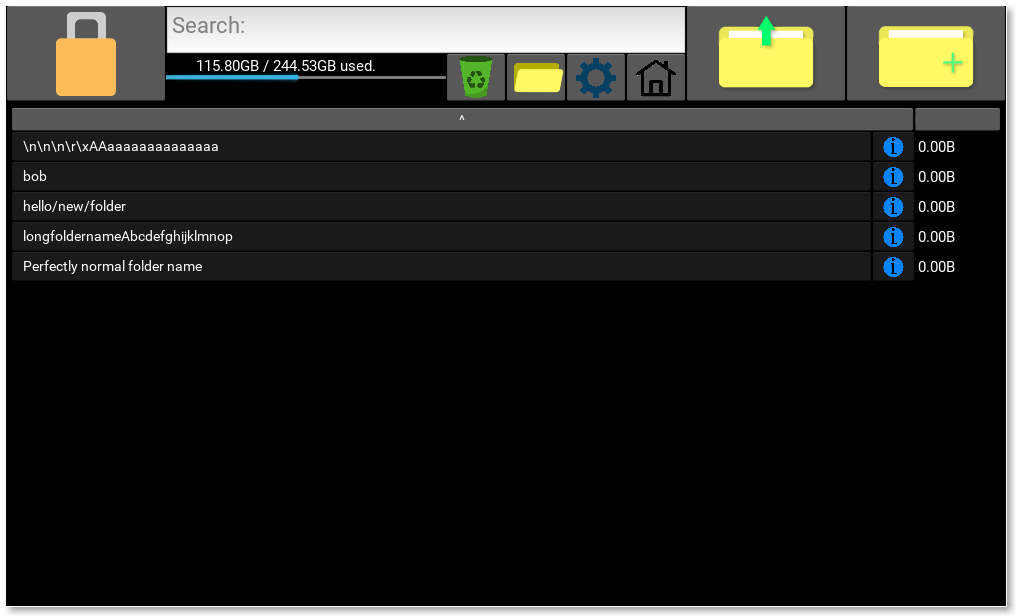 Search:
115.80GB / 244.53GB used.
^
\n\n\n\r\xAAaaaaaaaaaaaaaa 0.00B
bob 0.00B
hello/new/folder 0.00B
longfoldernameAbcdefghijklmnop 0.00B
Perfectly normal folder name 0.00B